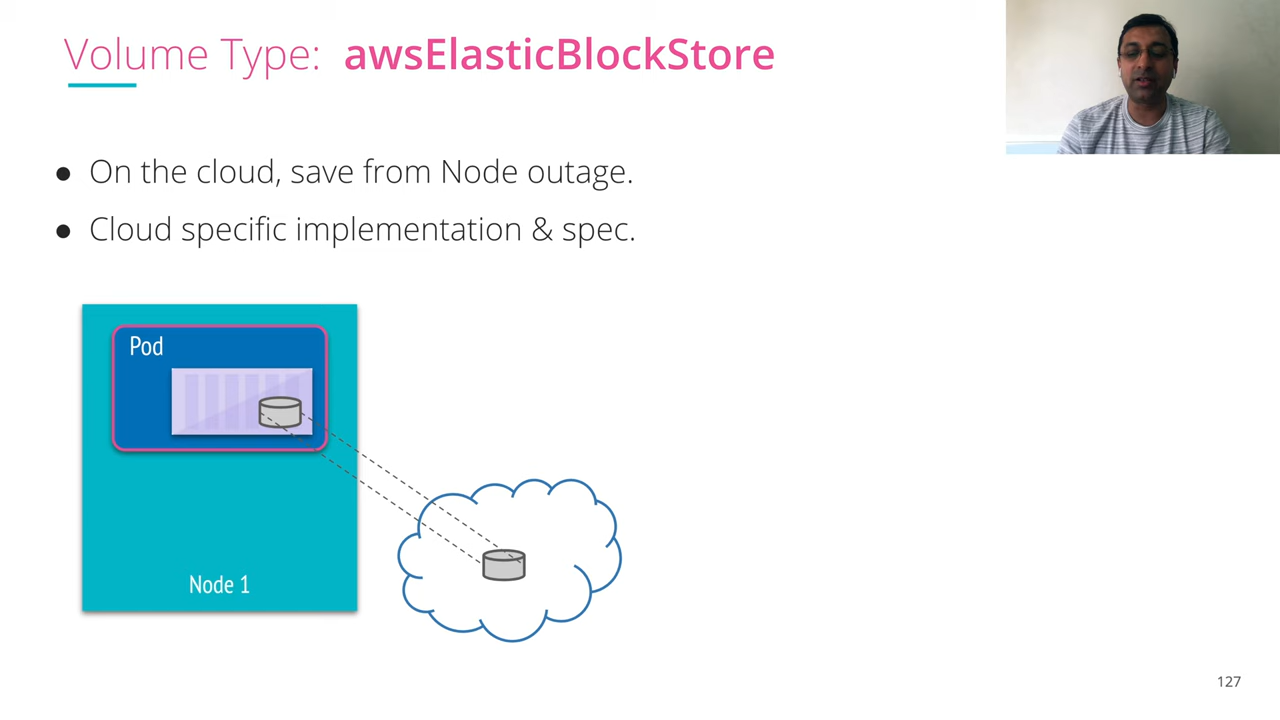 Volume Type: awsElasticBlockStore
● On the cloud, save from Node outage.
● Cloud specific implementation & spec.
Pod
Node 1
127